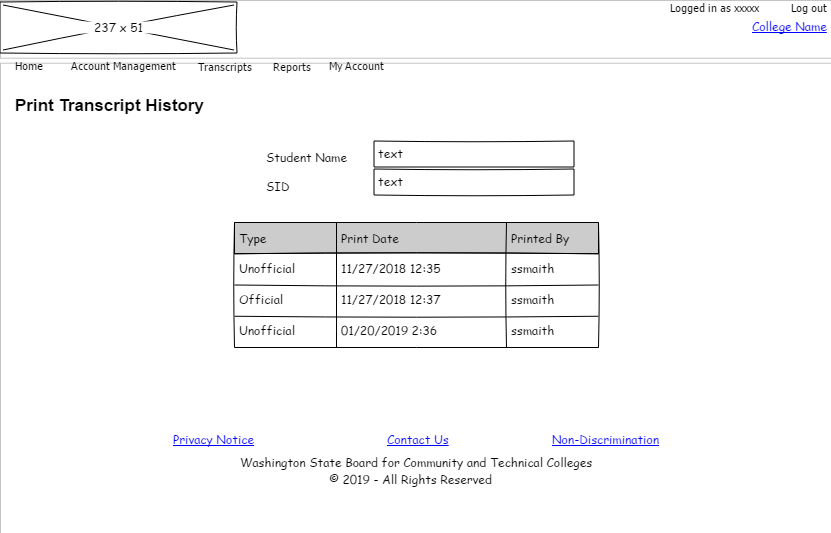 Logged in as xxxxx Log out
237 x 51
College Name
Home Account Management Transcripts Reports My Account
Print Transcript History
Student Name text
SID text
Type Print Date Printed By
Unofficial 11/27/2018 12:35 ssmaith
Official 11/27/2018 12:37 ssmaith
Unofficial 01/20/2019 2:36 ssmaith
Privacy Notice Contact Us Non-Discrimination
Washington State Board for Community and Technical Colleges
© 2019 - All Rights Reserved